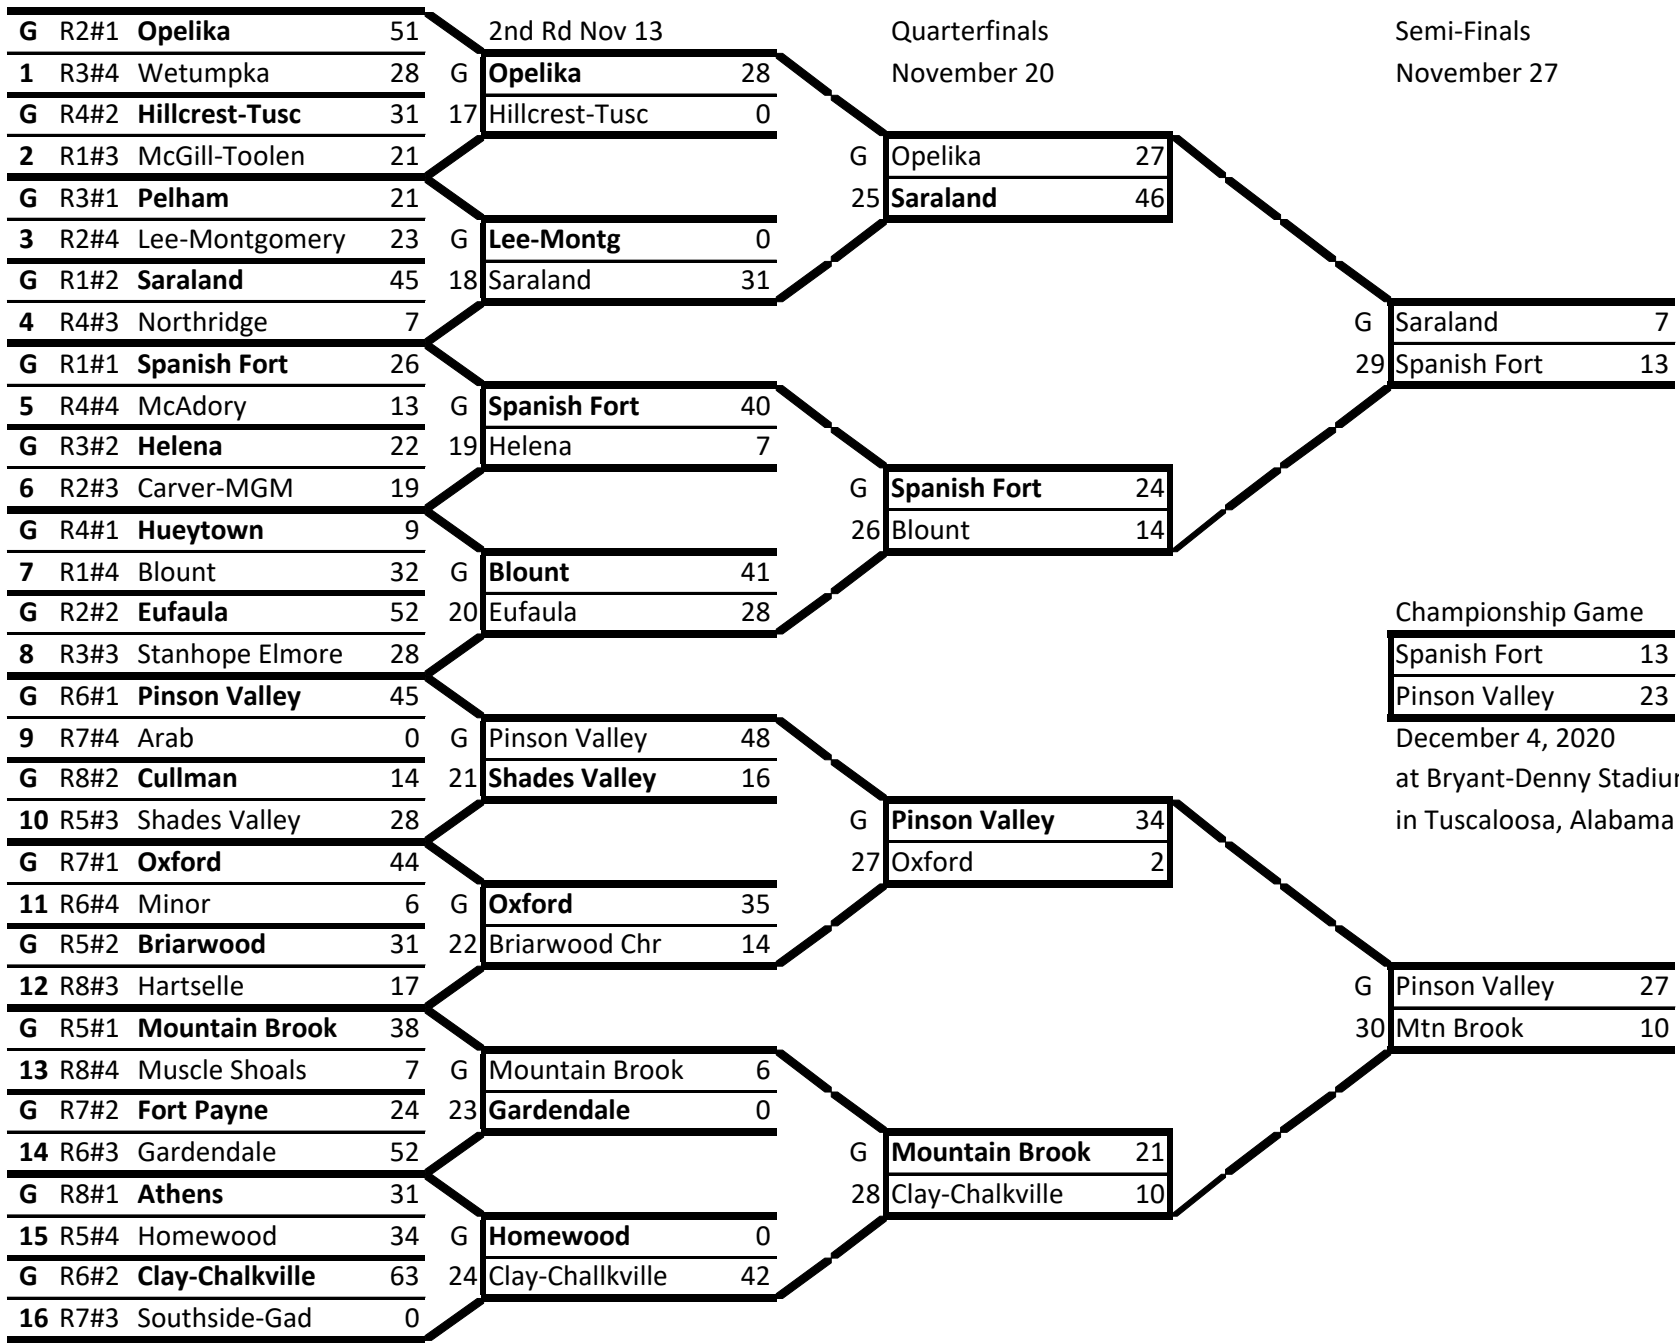 G R2#1 Opelika 51
1 R3#4 Wetumpka 28
G R4#2 Hillcrest-Tusc 31
2 R1#3 McGill-Toolen 21
G R3#1 Pelham 21
3 R2#4 Lee-Montgomery 23
G R1#2 Saraland 45
4 R4#3 Northridge 7
G R1#1 Spanish Fort 26
5 R4#4 McAdory 13
G R3#2 Helena 22
6 R2#3 Carver-MGM 19
G R4#1 Hueytown 9
7 R1#4 Blount 32
G R2#2 Eufaula 52
8 R3#3 Stanhope Elmore 28
G R6#1 Pinson Valley 45
9 R7#4 Arab 0
G R8#2 Cullman 14
10 R5#3 Shades Valley 28
G R7#1 Oxford 44
11 R6#4 Minor 6
G R5#2 Briarwood 31
12 R8#3 Hartselle 17
G R5#1 Mountain Brook 38
13 R8#4 Muscle Shoals 7
G R7#2 Fort Payne 24
14 R6#3 Gardendale 52
G R8#1 Athens 31
15 R5#4 Homewood 34
G R6#2 Clay-Chalkville 63
16 R7#3 Southside-Gad 0
2nd Rd Nov 13
G Opelika 28
17 Hillcrest-Tusc 0
G Lee-Montg 0
18 Saraland 31
G Spanish Fort 40
19 Helena 7
G Blount 41
20 Eufaula 28
G Pinson Valley 48
21 Shades Valley 16
G Oxford 35
22 Briarwood Chr 14
G Mountain Brook 6
23 Gardendale 0
G Homewood 0
24 Clay-Challkville 42
Quarterfinals
November 20
G Opelika 27
25 Saraland 46
G Spanish Fort 24
26 Blount 14
G Pinson Valley 34
27 Oxford 2
G Mountain Brook 21
28 Clay-Chalkville 10
Semi-Finals
November 27
G Saraland 7
29 Spanish Fort 13
Championship Game
Spanish Fort 13
Pinson Valley 23
December 4, 2020
at Bryant-Denny Stadiu
in Tuscaloosa, Alabama
G Pinson Valley 27
30 Mtn Brook 10